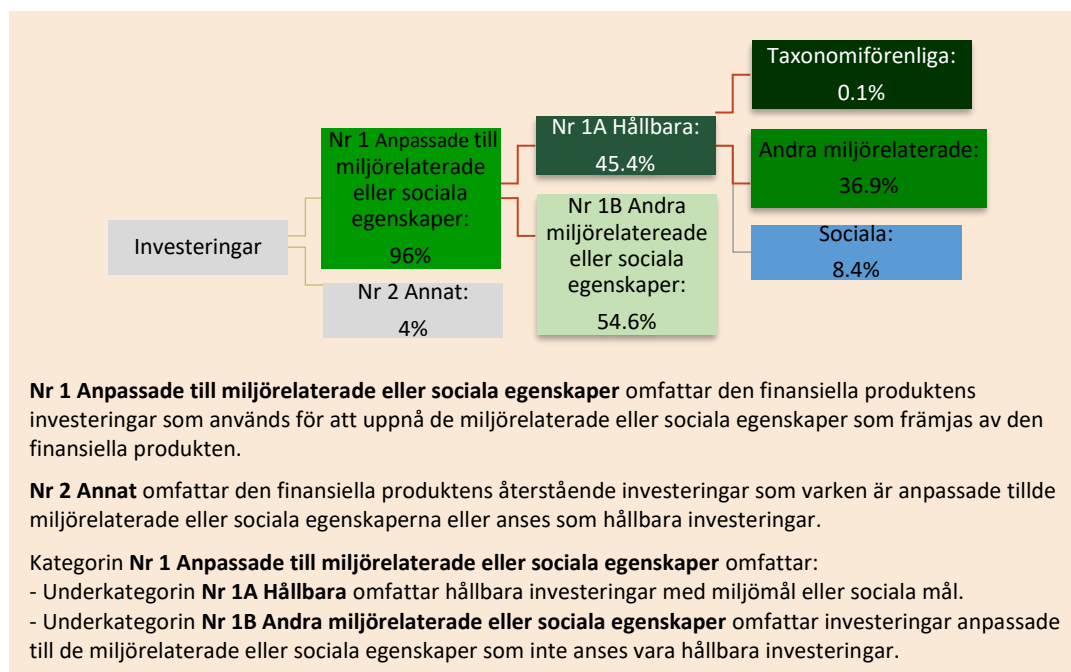 Taxonomiförenliga:
0.1%
Nr 1A Hållbara:
45.4%
Nr 1 Anpassade till
miljörelaterade
eller sociala
egenskaper:
96%
Andra miljörelaterade:
36.9%
Nr 1B Andra
miljörelatereade
eller sociala
egenskaper:
54.6%
Investeringar
Sociala:
8.4%
Nr 2 Annat:
4%
Nr 1 Anpassade till miljörelaterade eller sociala egenskaper omfattar den finansiella produktens
investeringar som används för att uppnå de miljörelaterade eller sociala egenskaper som främjas av den
finansiella produkten.
Nr 2 Annat omfattar den finansiella produktens återstående investeringar som varken är anpassade tillde
miljörelaterade eller sociala egenskaperna eller anses som hållbara investeringar.
Kategorin Nr 1 Anpassade till miljörelaterade eller sociala egenskaper omfattar:
- Underkategorin Nr 1A Hållbara omfattar hållbara investeringar med miljömål eller sociala mål.
- Underkategorin Nr 1B Andra miljörelaterade eller sociala egenskaper omfattar investeringar anpassade
till de miljörelaterade eller sociala egenskaper som inte anses vara hållbara investeringar.